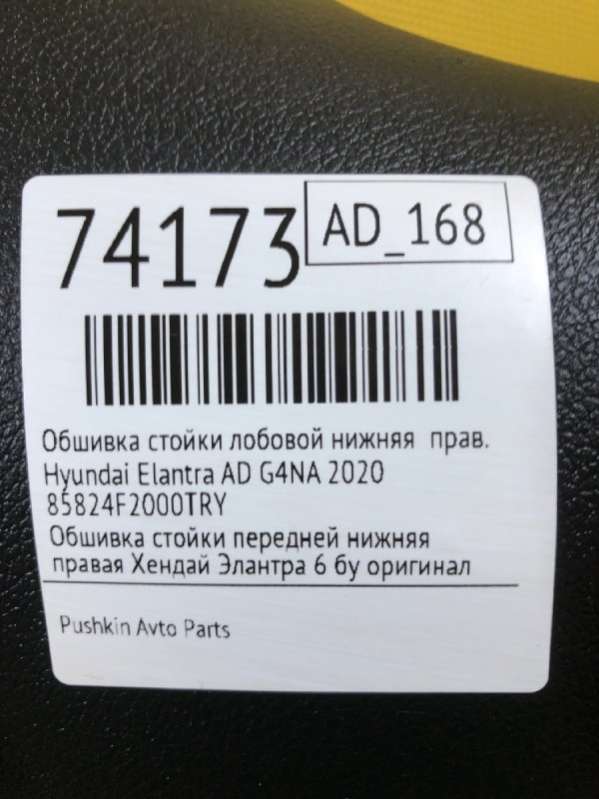 74173
AD_168
Обшивка стойки лобовой нижняя прав.
Hyundai Elantra AD G4NA 2020
85824F2000TRY
Обшивка стойки передней нижняя
правая Хендай Элантра 6 бу оригинал
Pushkin Avto Parts